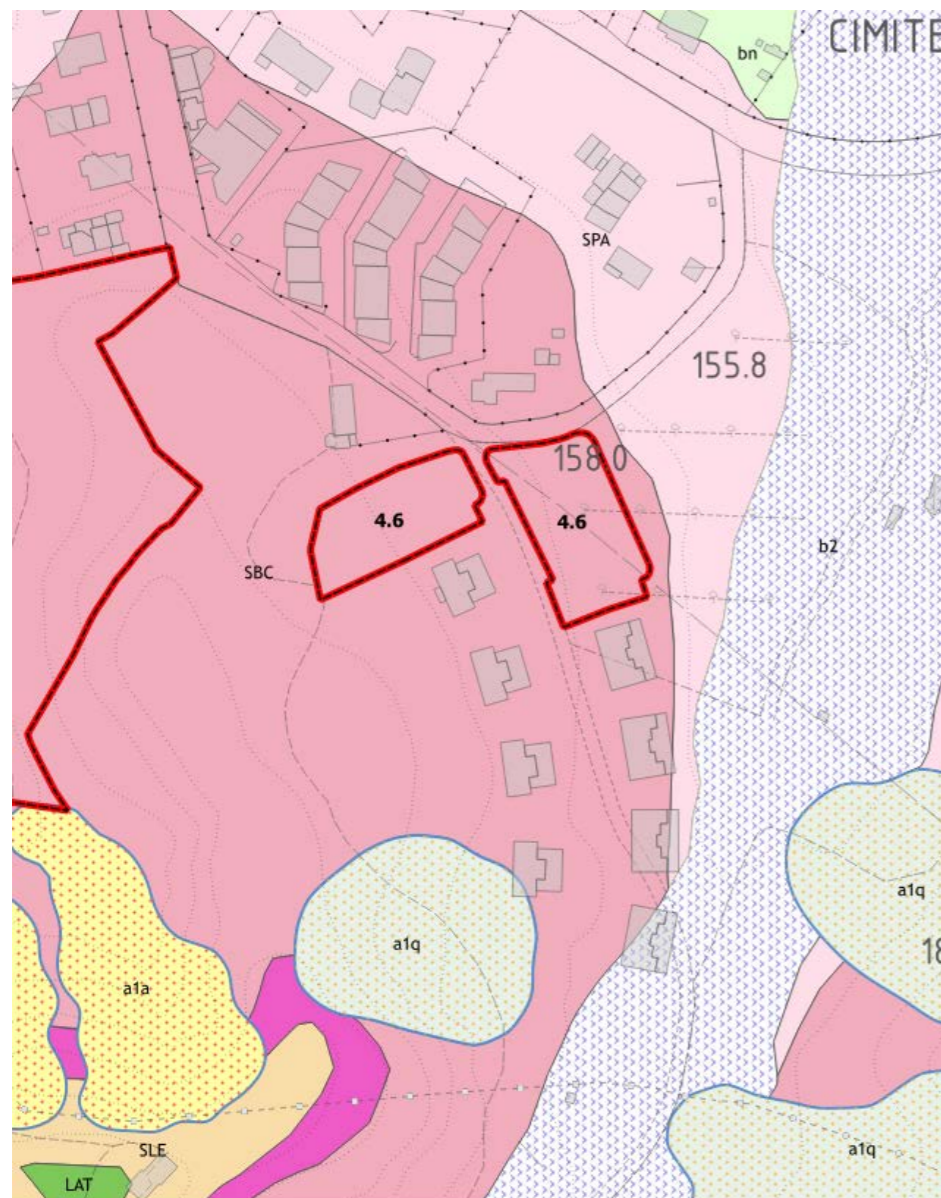 CIMITE
bn
SPA
155.8
158.0
4.6
4.6
b2
SBC
a1q
a1q
18
a1a
SLE
a1q
LAT